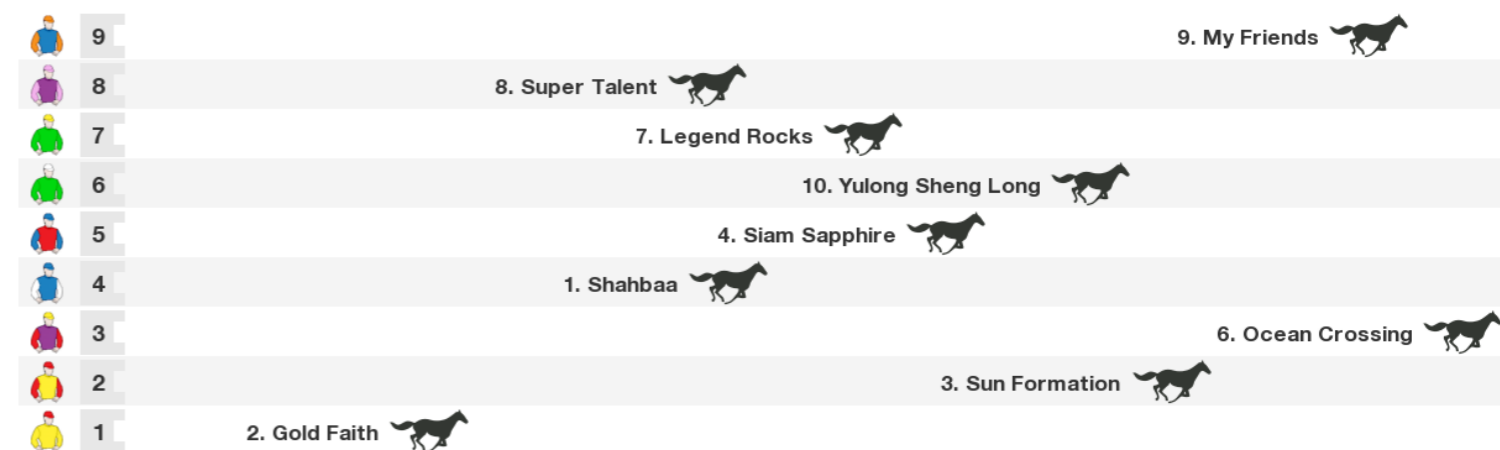 9 9. My Friends
8 8. Super Talent
7 7. Legend Rocks
6 10. Yulong Sheng Long
5 4. Siam Sapphire
4 1. Shahbaa
3 6. Ocean Crossing
2 3. Sun Formation
1 2. Gold Faith